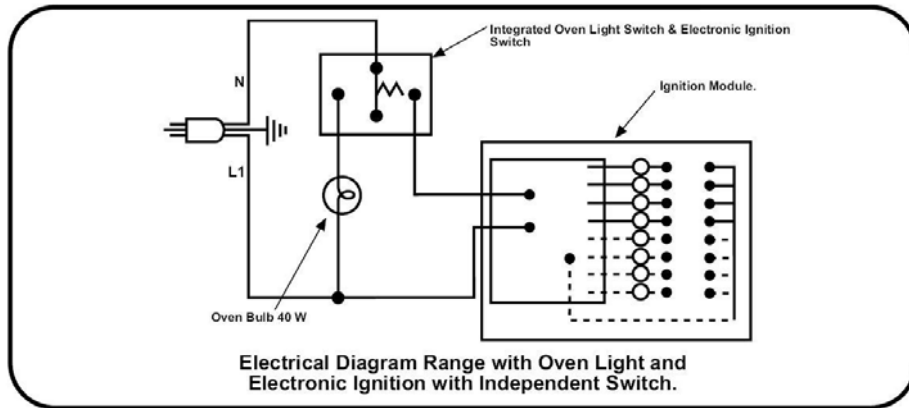 Integrated Oven Light Switch & Electronic Ignition
Switch
N
Ignition Module.
L1
Oven Bulb 40 W
Electrical Diagram Range with Oven Light and
Electronic Ignition with Independent Switch.